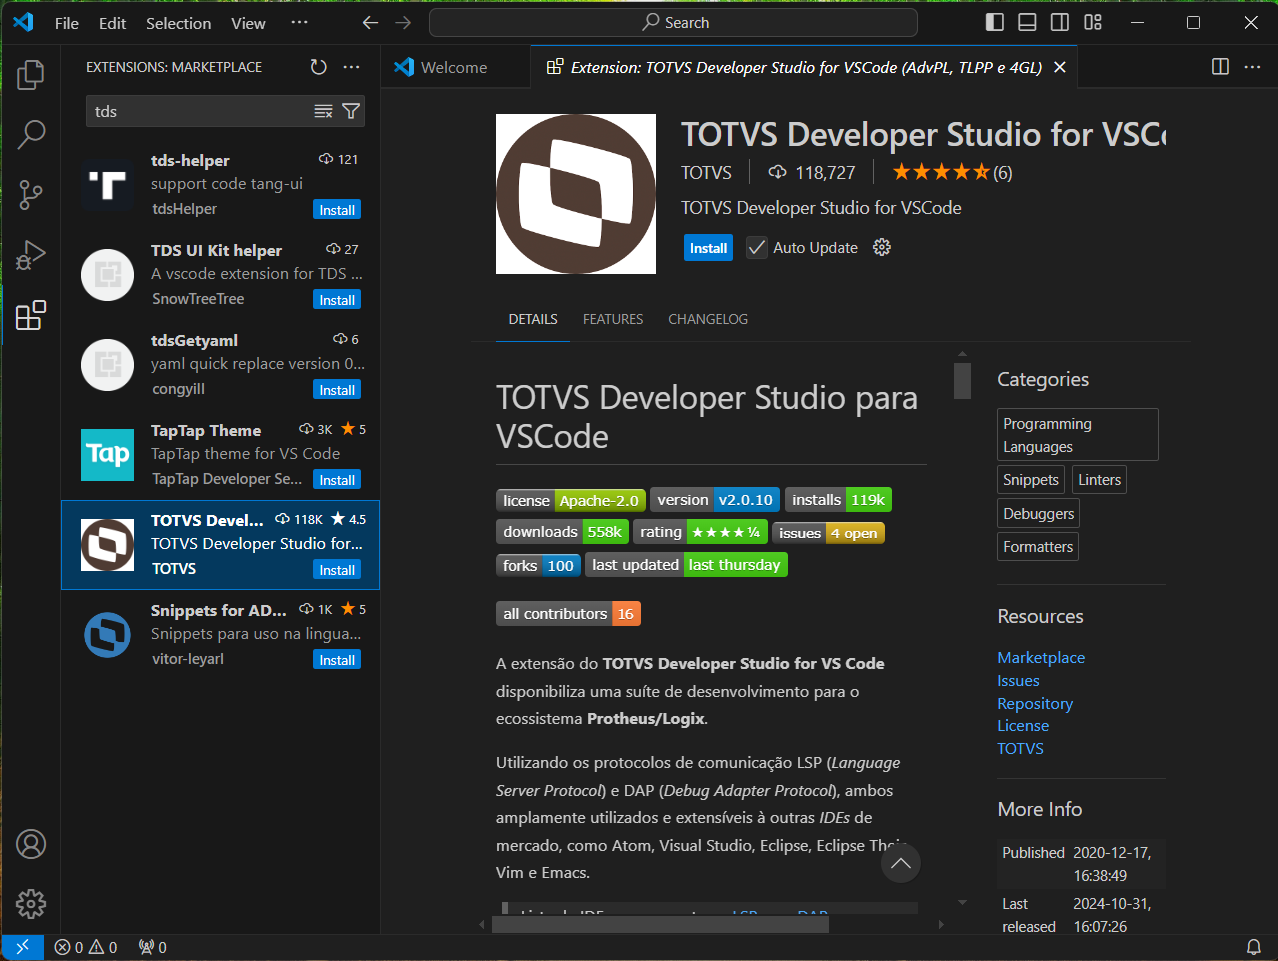 File Edit Selection View ··· Search
EXTENSIONS: MARKETPLACE
tds
tds-helper 121
support code tang-ui
tdsHelper Install
TDS UI Kit helper 27
A vscode extension for TDS ...
SnowTreeTree Install
tdsGetyaml 6
yaml quick replace version 0...
congyill Install
Tap
TapTap Theme 3K ★ 5
TapTap theme for VS Code
TapTap Developer Se... Install
TOTVS Devel... 118K ★ 4.5
TOTVS Developer Studio for...
TOTVS Install
Snippets for AD... 1K ★ 5
Snippets para uso na lingua...
vitor-leyarl Install
Welcome
Extension: TOTVS Developer Studio for VSCode (AdvPL, TLPP e 4GL)
TOTVS Developer Studio for VSCo
TOTVS 118,727 (6)
TOTVS Developer Studio for VSCode
Install Auto Update
DETAILS FEATURES CHANGELOG
TOTVS Developer Studio para
VSCode
license Apache-2.0 version v2.0.10 installs 119k
downloads 558k rating ★★★★¼ issues 4 open
forks 100 last updated last thursday
all contributors 16
A extensão do TOTVS Developer Studio for VS Code
disponibiliza uma suíte de desenvolvimento para o
ecossistema Protheus/Logix.
Utilizando os protocolos de comunicação LSP (Language
Server Protocol) e DAP (Debug Adapter Protocol), ambos
amplamente utilizados e extensíveis à outras IDEs de
mercado, como Atom, Visual Studio, Eclipse, Eclipse Theia,
Vim e Emacs.
Categories
Programming
Languages
Snippets Linters
Debuggers
Formatters
Resources
Marketplace
Issues
Repository
License
TOTVS
More Info
Published 2020-12-17,
16:38:49
Last 2024-10-31,
released 16:07:26
0 0 0